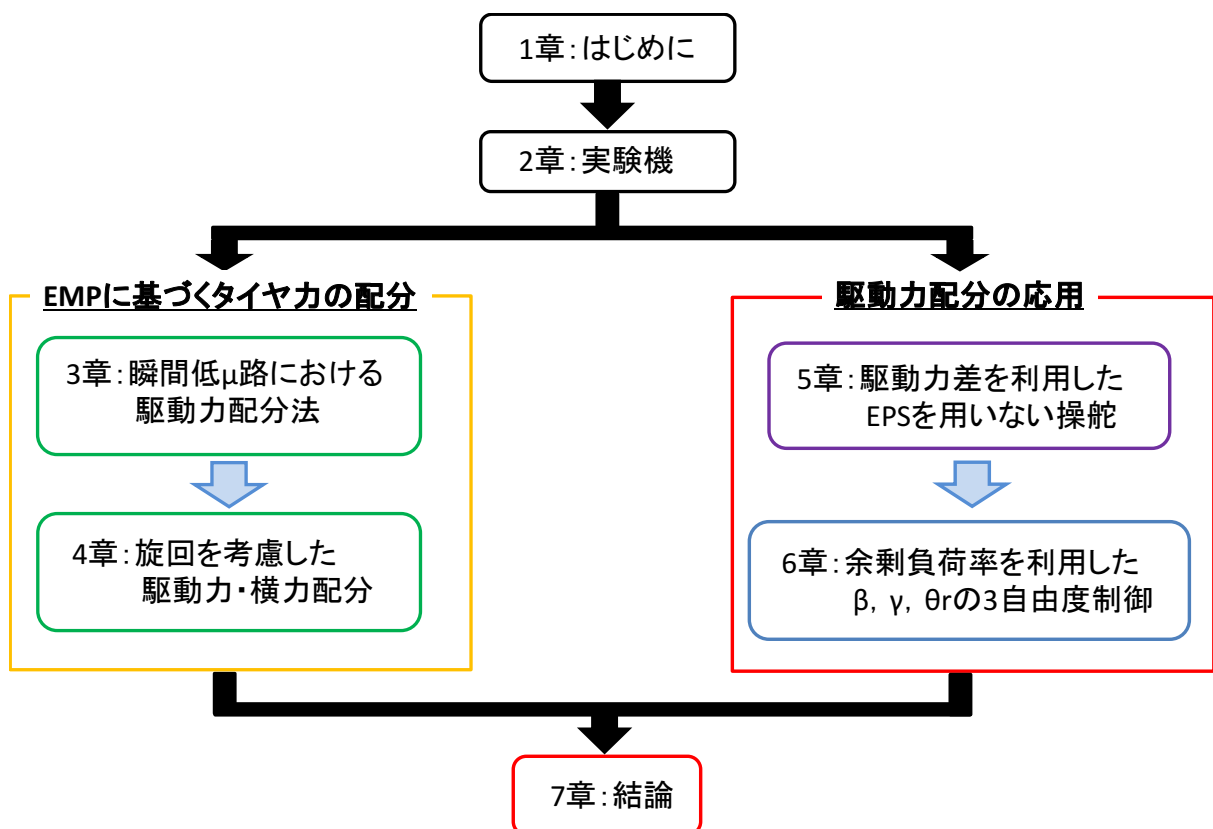 1章：はじめに
2章：実験機
EMPに基づくタイヤ力の配分
3章：瞬間低μ路における
駆動力配分法
4章：旋回を考慮した
駆動力・横力配分
駆動力配分の応用
5章：駆動力差を利用した
EPSを用いない操舵
6章：余剰負荷率を利用した
β，γ，θrの3自由度制御
7章：結論